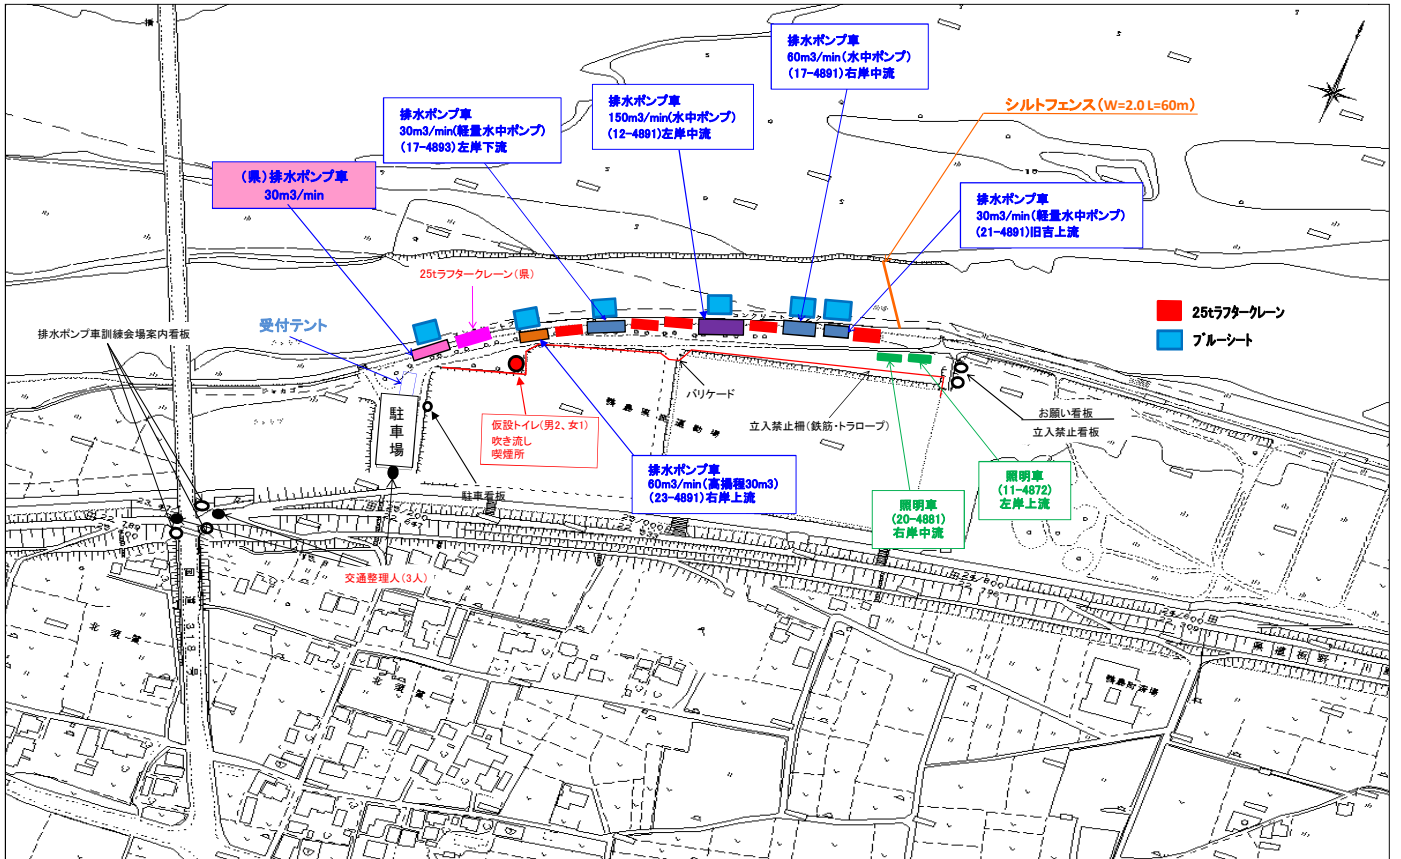 排水ポンプ車
60m3/min(水中ポンプ)
(17-4891)右岸中流
排水ポンプ車
150m3/min(水中ポンプ)
(12-4891)左岸中流
排水ポンプ車
30m3/min(軽量水中ポンプ)
(17-4893)左岸下流
シルトフェンス(W=2.0 L=60m)
(県)排水ポンプ車
30m3/min
排水ポンプ車
30m3/min(軽量水中ポンプ)
(21-4891)旧吉上流
25tラフタークレーン(県)
25tラフタークレーン
ブルーシート
受付テント
排水ポンプ車訓練会場案内看板
バリケード
駐車場
仮設トイレ(男2、女1)
吹き流し
喫煙所
立入禁止柵(鉄筋・トラロープ)
お願い看板
立入禁止看板
排水ポンプ車
60m3/min(高揚程30m3)
(23-4891)右岸上流
照明車
(11-4872)
左岸上流
照明車
(20-4881)
右岸中流
駐車看板
交通整理人(3人)
北須賀
北須賀